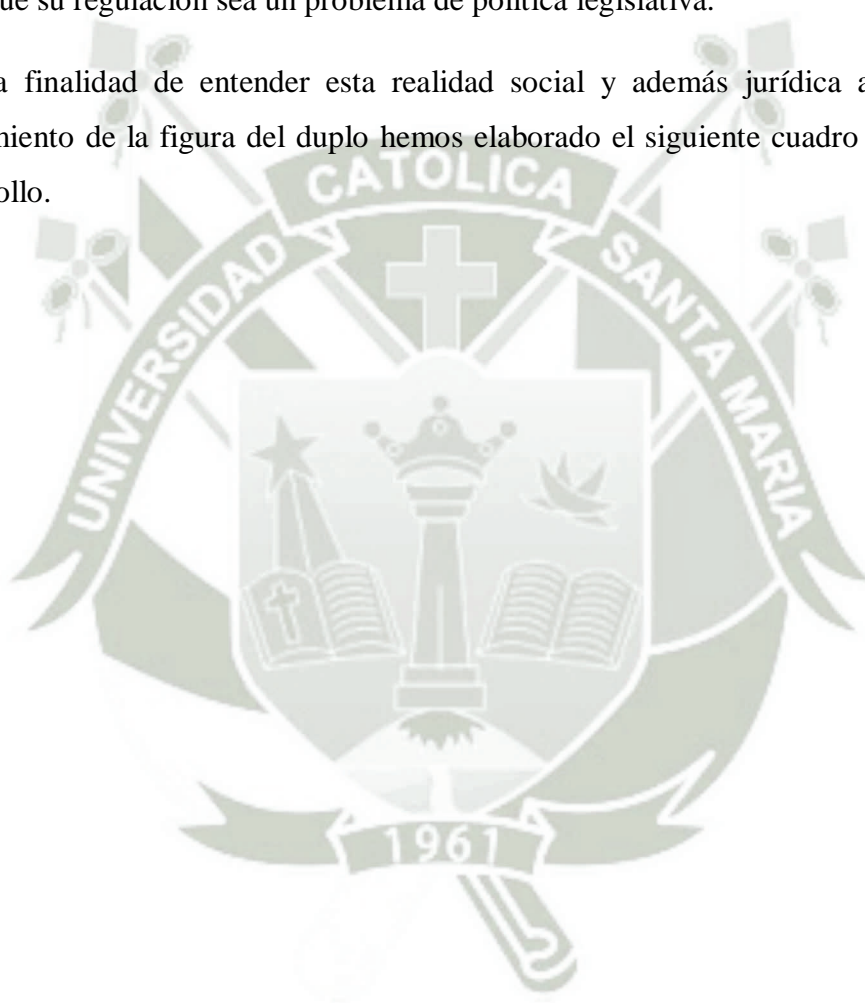 ue su regulación sea un problema de política legislativa.
a finalidad de entender esta realidad social y además jurídica a
miento de la figura del duplo hemos elaborado el siguiente cuadro
ollo.
UNIVERSIDAD CATOLICA SANTA MARIA
1961